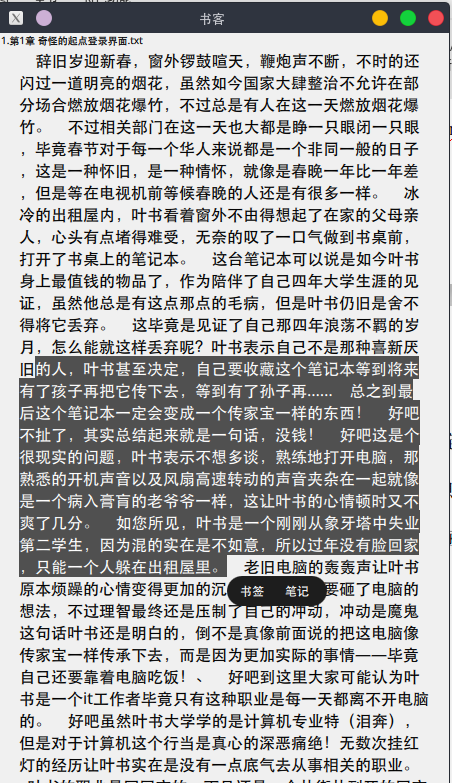 书客
1.第1章 奇怪的起点登录界面.txt
辞旧岁迎新春，窗外锣鼓喧天，鞭炮声不断，不时的还
闪过一道明亮的烟花，虽然如今国家大肆整治不允许在部
分场合燃放烟花爆竹，不过总是有人在这一天燃放烟花爆
竹。　不过相关部门在这一天也大都是睁一只眼闭一只眼
，毕竟春节对于每一个华人来说都是一个非同一般的日子
，这是一种怀旧，是一种情怀，就像是春晚一年比一年差
，但是等在电视机前等候春晚的人还是有很多一样。　冰
冷的出租屋内，叶书看着窗外不由得想起了在家的父母亲
人，心头有点堵得难受，无奈的叹了一口气做到书桌前，
打开了书桌上的笔记本。　这台笔记本可以说是如今叶书
身上最值钱的物品了，作为陪伴了自己四年大学生涯的见
证，虽然他总是有这点那点的毛病，但是叶书仍旧是舍不
得将它丢弃。　这毕竟是见证了自己那四年浪荡不羁的岁
月，怎么能就这样丢弃呢？叶书表示自己不是那种喜新厌
旧的人，叶书甚至决定，自己要收藏这个笔记本等到将来
有了孩子再把它传下去，等到有了孙子再……　总之到最
后这个笔记本一定会变成一个传家宝一样的东西！　好吧
不扯了，其实总结起来就是一句话，没钱！　好吧这是个
很现实的问题，叶书表示不想多谈，熟练地打开电脑，那
熟悉的开机声音以及风扇高速转动的声音夹杂在一起就像
是一个病入膏肓的老爷爷一样，这让叶书的心情顿时又不
爽了几分。　如您所见，叶书是一个刚刚从象牙塔中失业
第二学生，因为混的实在是不如意，所以过年没有脸回家
，只能一个人躲在出租屋里。　老旧电脑的轰轰声让叶书
原本烦躁的心情变得更加的沉
书签　笔记
要砸了电脑的
想法，不过理智最终还是压制了自己的冲动，冲动是魔鬼
这句话叶书还是明白的，倒不是真像前面说的把这电脑像
传家宝一样传承下去，而是因为更加实际的事情——毕竟
自己还要靠着电脑吃饭！、　好吧到这里大家可能认为叶
书是一个it工作者毕竟只有这种职业是每一天都离不开电脑
的。　好吧虽然叶书大学学的是计算机专业特（泪奔），
但是对于计算机这个行当是真心的深恶痛绝！无数次挂红
灯的经历让叶书实在是没有一点底气去从事相关的职业。